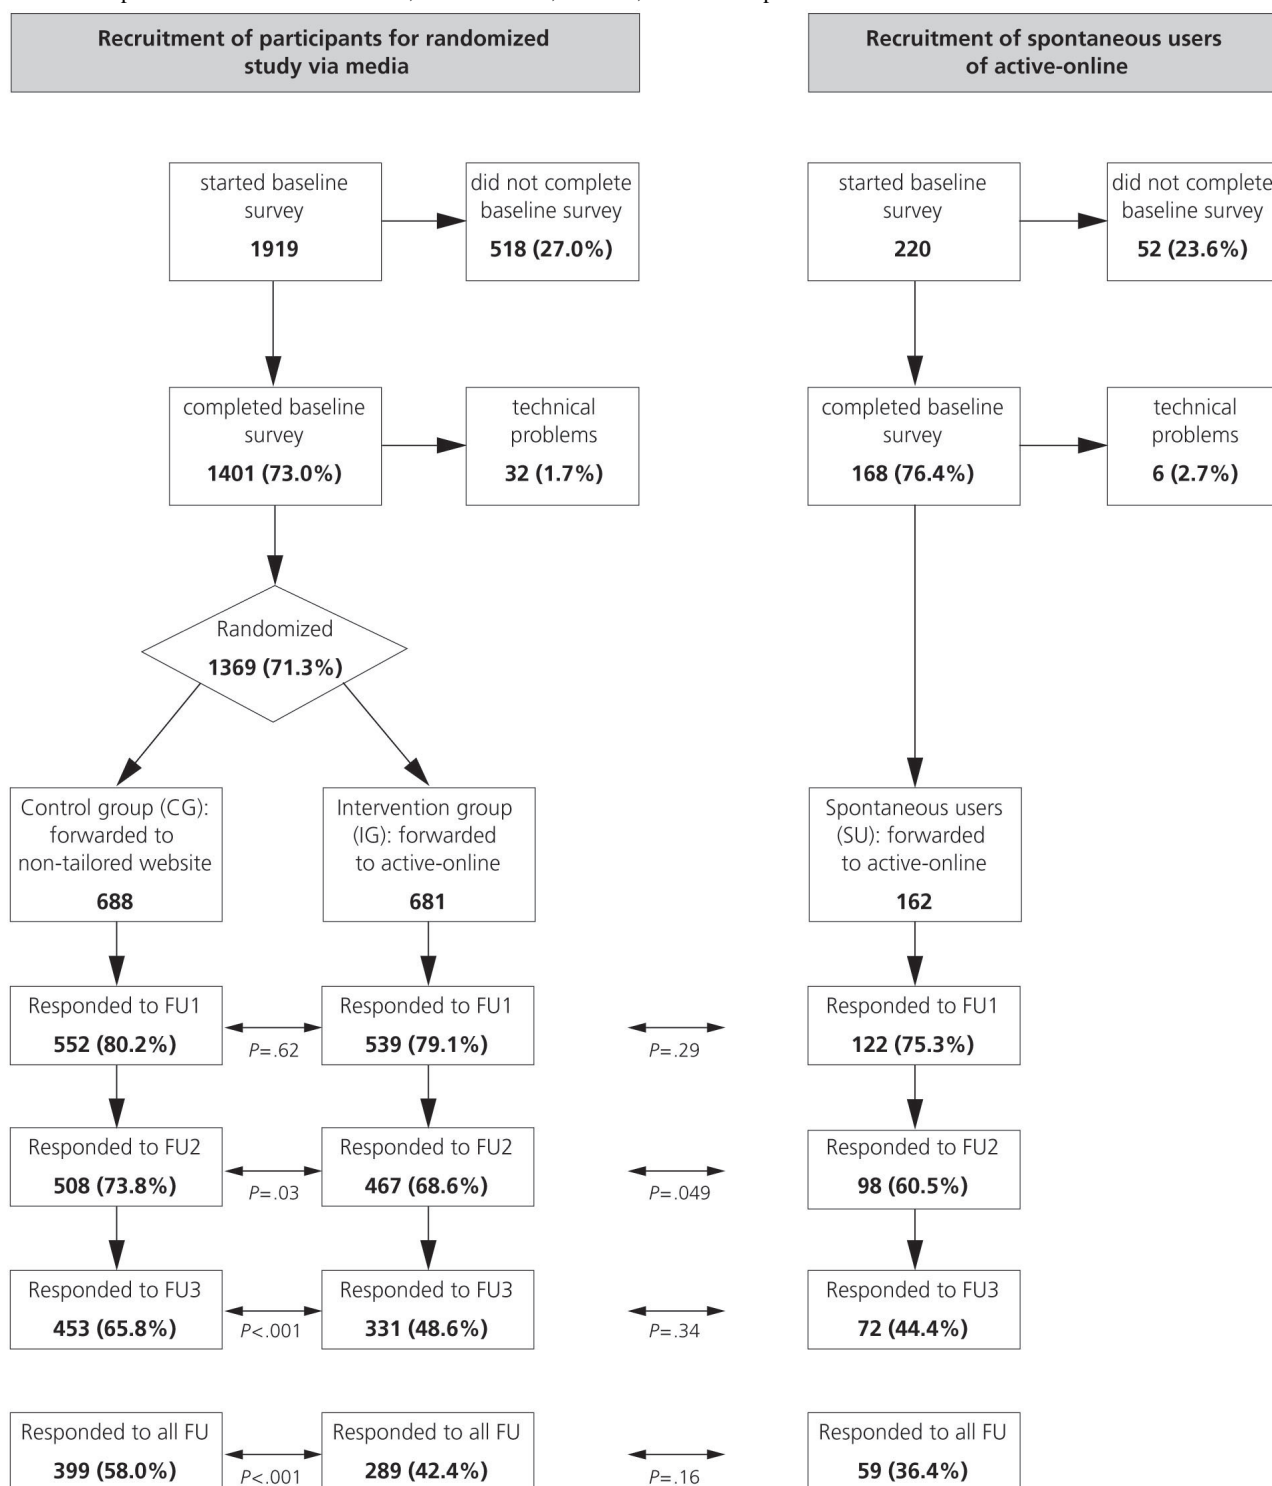 Recruitment of participants for randomized
study via media
Recruitment of spontaneous users
of active-online
started baseline
survey
1919
did not complete
baseline survey
518 (27.0%)
started baseline
survey
220
did not complete
baseline survey
52 (23.6%)
completed baseline
survey
1401 (73.0%)
technical
problems
32 (1.7%)
completed baseline
survey
168 (76.4%)
technical
problems
6 (2.7%)
Randomized
1369 (71.3%)
Control group (CG):
forwarded to
non-tailored website
688
Intervention group
(IG): forwarded
to active-online
681
Spontaneous users
(SU): forwarded
to active-online
162
Responded to FU1
552 (80.2%)
P=.62
Responded to FU1
539 (79.1%)
P=.29
Responded to FU1
122 (75.3%)
Responded to FU2
508 (73.8%)
P=.03
Responded to FU2
467 (68.6%)
P=.049
Responded to FU2
98 (60.5%)
Responded to FU3
453 (65.8%)
P<.001
Responded to FU3
331 (48.6%)
P=.34
Responded to FU3
72 (44.4%)
Responded to all FU
399 (58.0%)
P<.001
Responded to all FU
289 (42.4%)
P=.16
Responded to all FU
59 (36.4%)